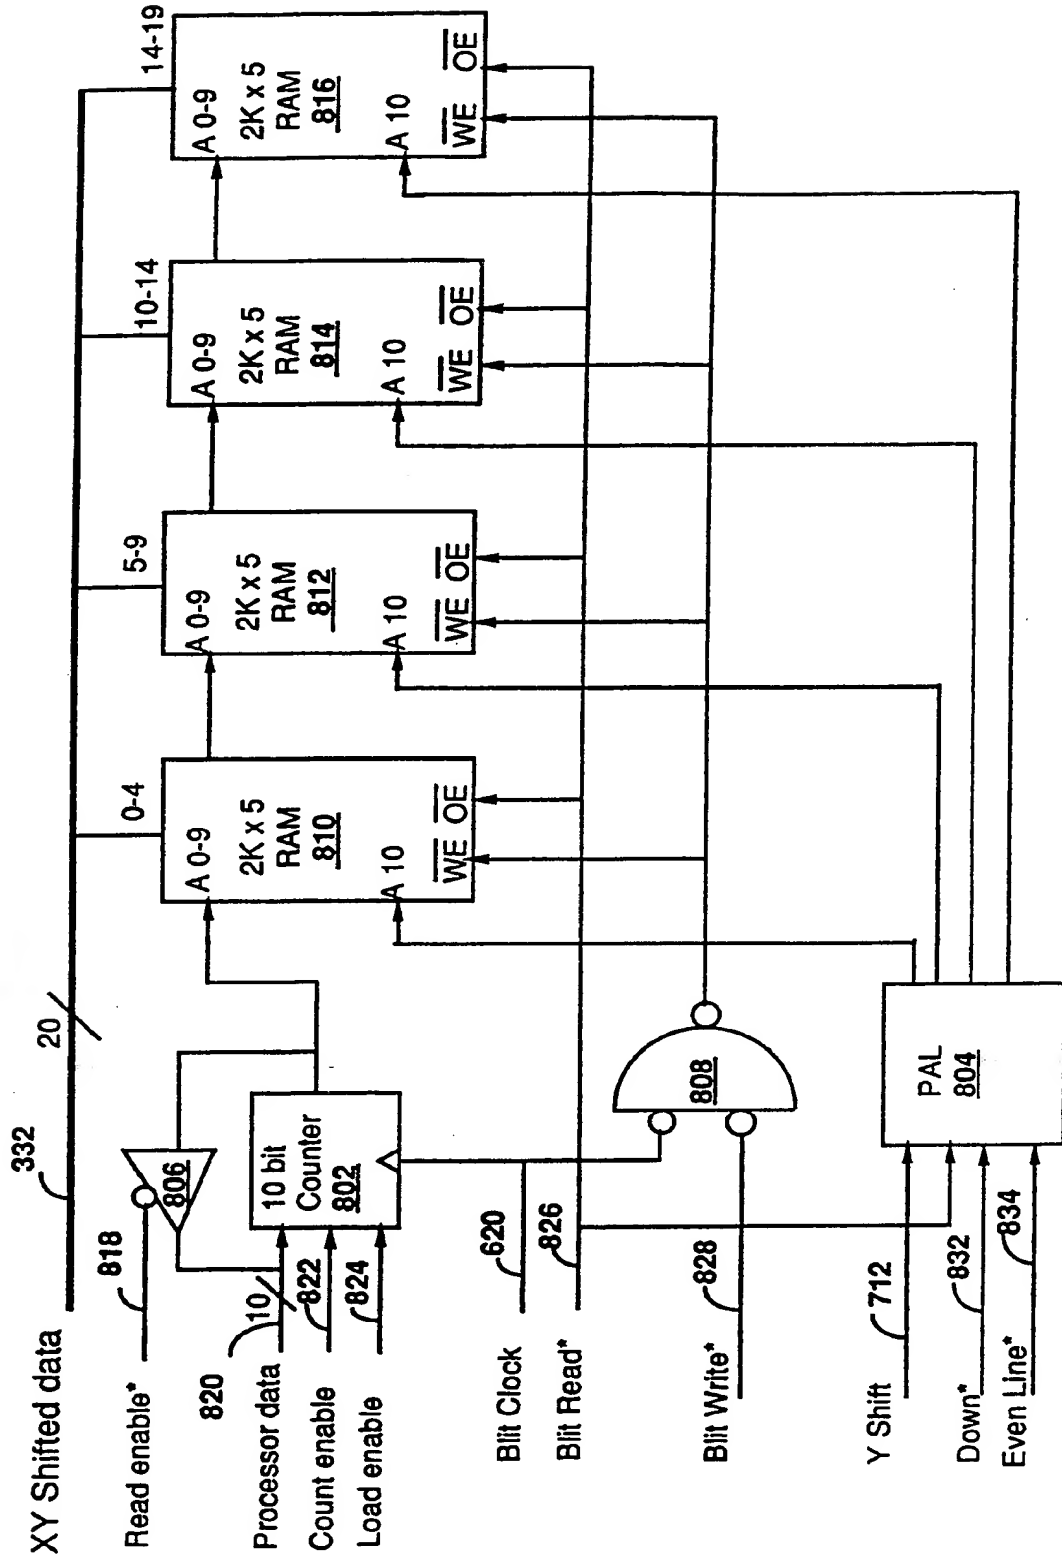 XY Shifted data
332
20
0-4
5-9
10-14
14-19
Read enable*
818
806
820
Processor data
10
Count enable
822
Load enable
824
10 bit
Counter
802
A 0-9
2K x 5
RAM
810
A 10
WE
OE
A 0-9
2K x 5
RAM
812
A 10
WE
OE
A 0-9
2K x 5
RAM
814
A 10
WE
OE
A 0-9
2K x 5
RAM
816
A 10
WE
OE
Blit Clock
620
Blit Read*
826
Blit Write*
828
808
Y Shift
712
Down*
832
Even Line*
834
PAL
804